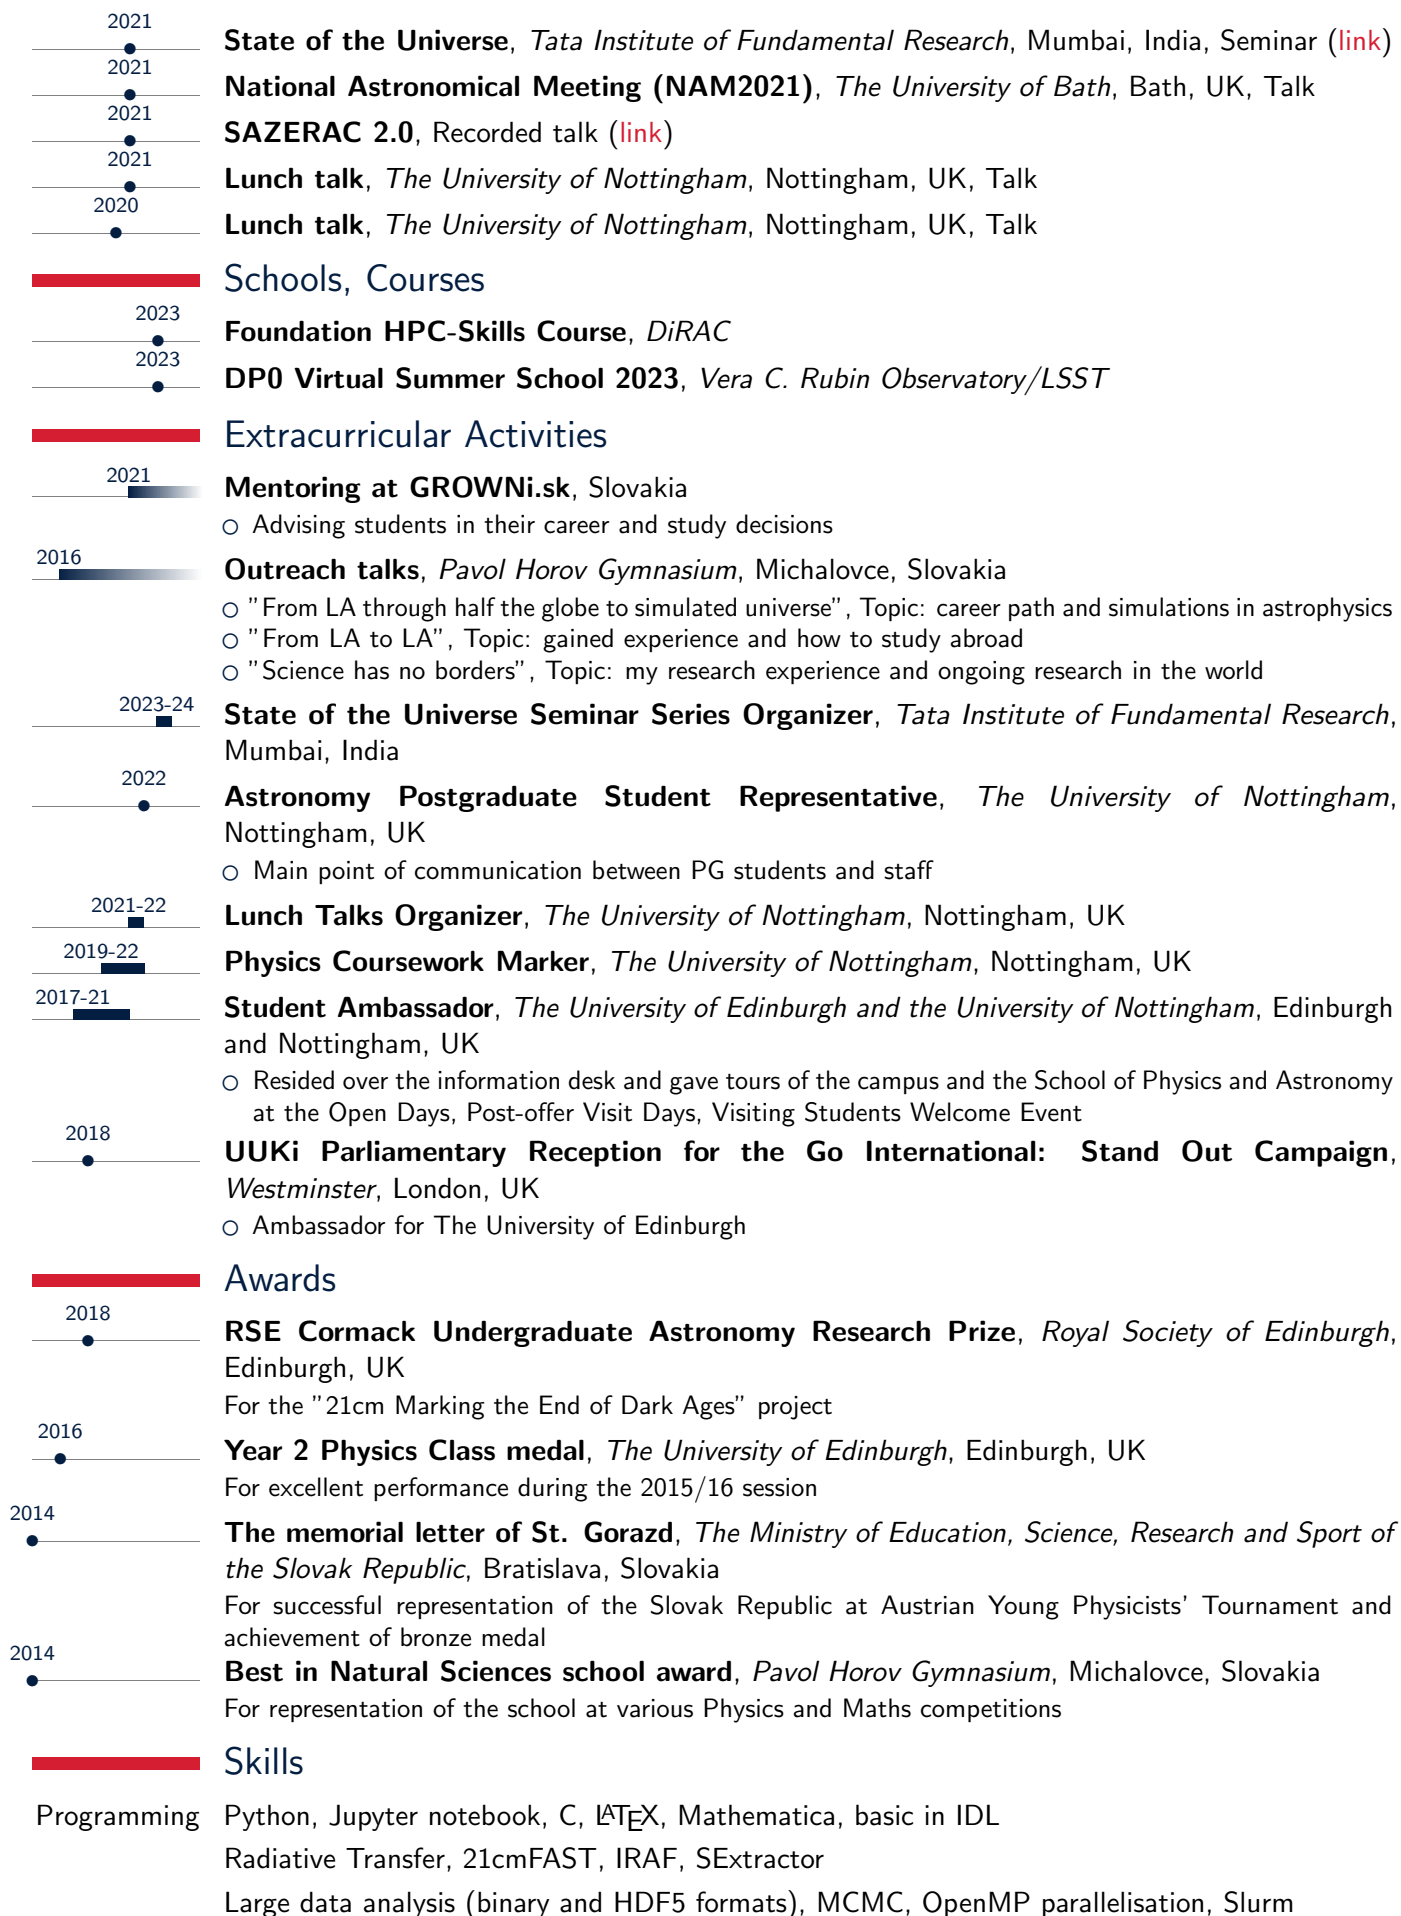 2021
State of the Universe, Tata Institute of Fundamental Research, Mumbai, India, Seminar (link)
2021
National Astronomical Meeting (NAM2021), The University of Bath, Bath, UK, Talk
2021
SAZERAC 2.0, Recorded talk (link)
2021
Lunch talk, The University of Nottingham, Nottingham, UK, Talk
2020
Lunch talk, The University of Nottingham, Nottingham, UK, Talk
Schools, Courses
2023
Foundation HPC-Skills Course, DiRAC
2023
DP0 Virtual Summer School 2023, Vera C. Rubin Observatory/LSST
Extracurricular Activities
2021
Mentoring at GROWNi.sk, Slovakia
○ Advising students in their career and study decisions
2016
Outreach talks, Pavol Horov Gymnasium, Michalovce, Slovakia
○ ”From LA through half the globe to simulated universe”, Topic: career path and simulations in astrophysics
○ ”From LA to LA”, Topic: gained experience and how to study abroad
○ ”Science has no borders”, Topic: my research experience and ongoing research in the world
2023-24
State of the Universe Seminar Series Organizer, Tata Institute of Fundamental Research,
Mumbai, India
2022
Astronomy Postgraduate Student Representative, The University of Nottingham,
Nottingham, UK
○ Main point of communication between PG students and staff
2021-22
Lunch Talks Organizer, The University of Nottingham, Nottingham, UK
2019-22
Physics Coursework Marker, The University of Nottingham, Nottingham, UK
2017-21
Student Ambassador, The University of Edinburgh and the University of Nottingham, Edinburgh
and Nottingham, UK
○ Resided over the information desk and gave tours of the campus and the School of Physics and Astronomy
at the Open Days, Post-offer Visit Days, Visiting Students Welcome Event
2018
UUKi Parliamentary Reception for the Go International: Stand Out Campaign,
Westminster, London, UK
○ Ambassador for The University of Edinburgh
Awards
2018
RSE Cormack Undergraduate Astronomy Research Prize, Royal Society of Edinburgh,
Edinburgh, UK
For the ”21cm Marking the End of Dark Ages” project
2016
Year 2 Physics Class medal, The University of Edinburgh, Edinburgh, UK
For excellent performance during the 2015/16 session
2014
The memorial letter of St. Gorazd, The Ministry of Education, Science, Research and Sport of
the Slovak Republic, Bratislava, Slovakia
For successful representation of the Slovak Republic at Austrian Young Physicists’ Tournament and
achievement of bronze medal
2014
Best in Natural Sciences school award, Pavol Horov Gymnasium, Michalovce, Slovakia
For representation of the school at various Physics and Maths competitions
Skills
Programming Python, Jupyter notebook, C, LATEX, Mathematica, basic in IDL
Radiative Transfer, 21cmFAST, IRAF, SExtractor
Large data analysis (binary and HDF5 formats), MCMC, OpenMP parallelisation, Slurm